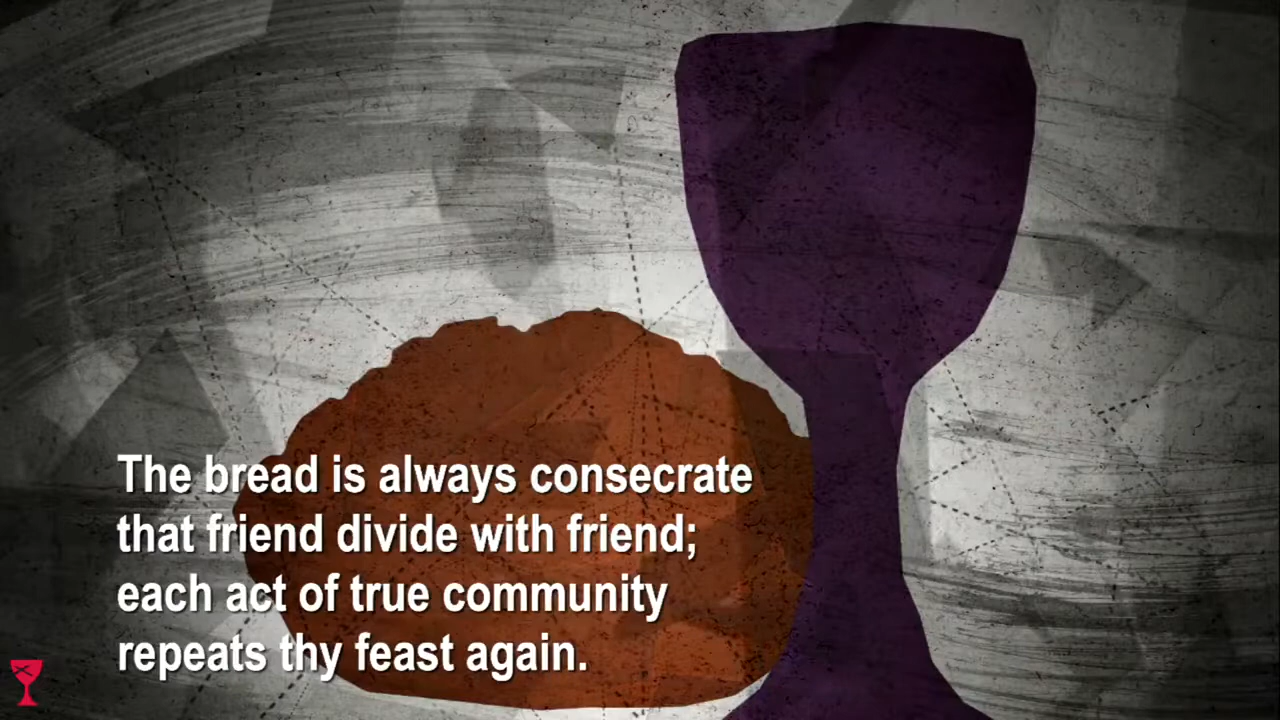 The bread is always consecrate
that friend divide with friend;
each act of true community
repeats thy feast again.